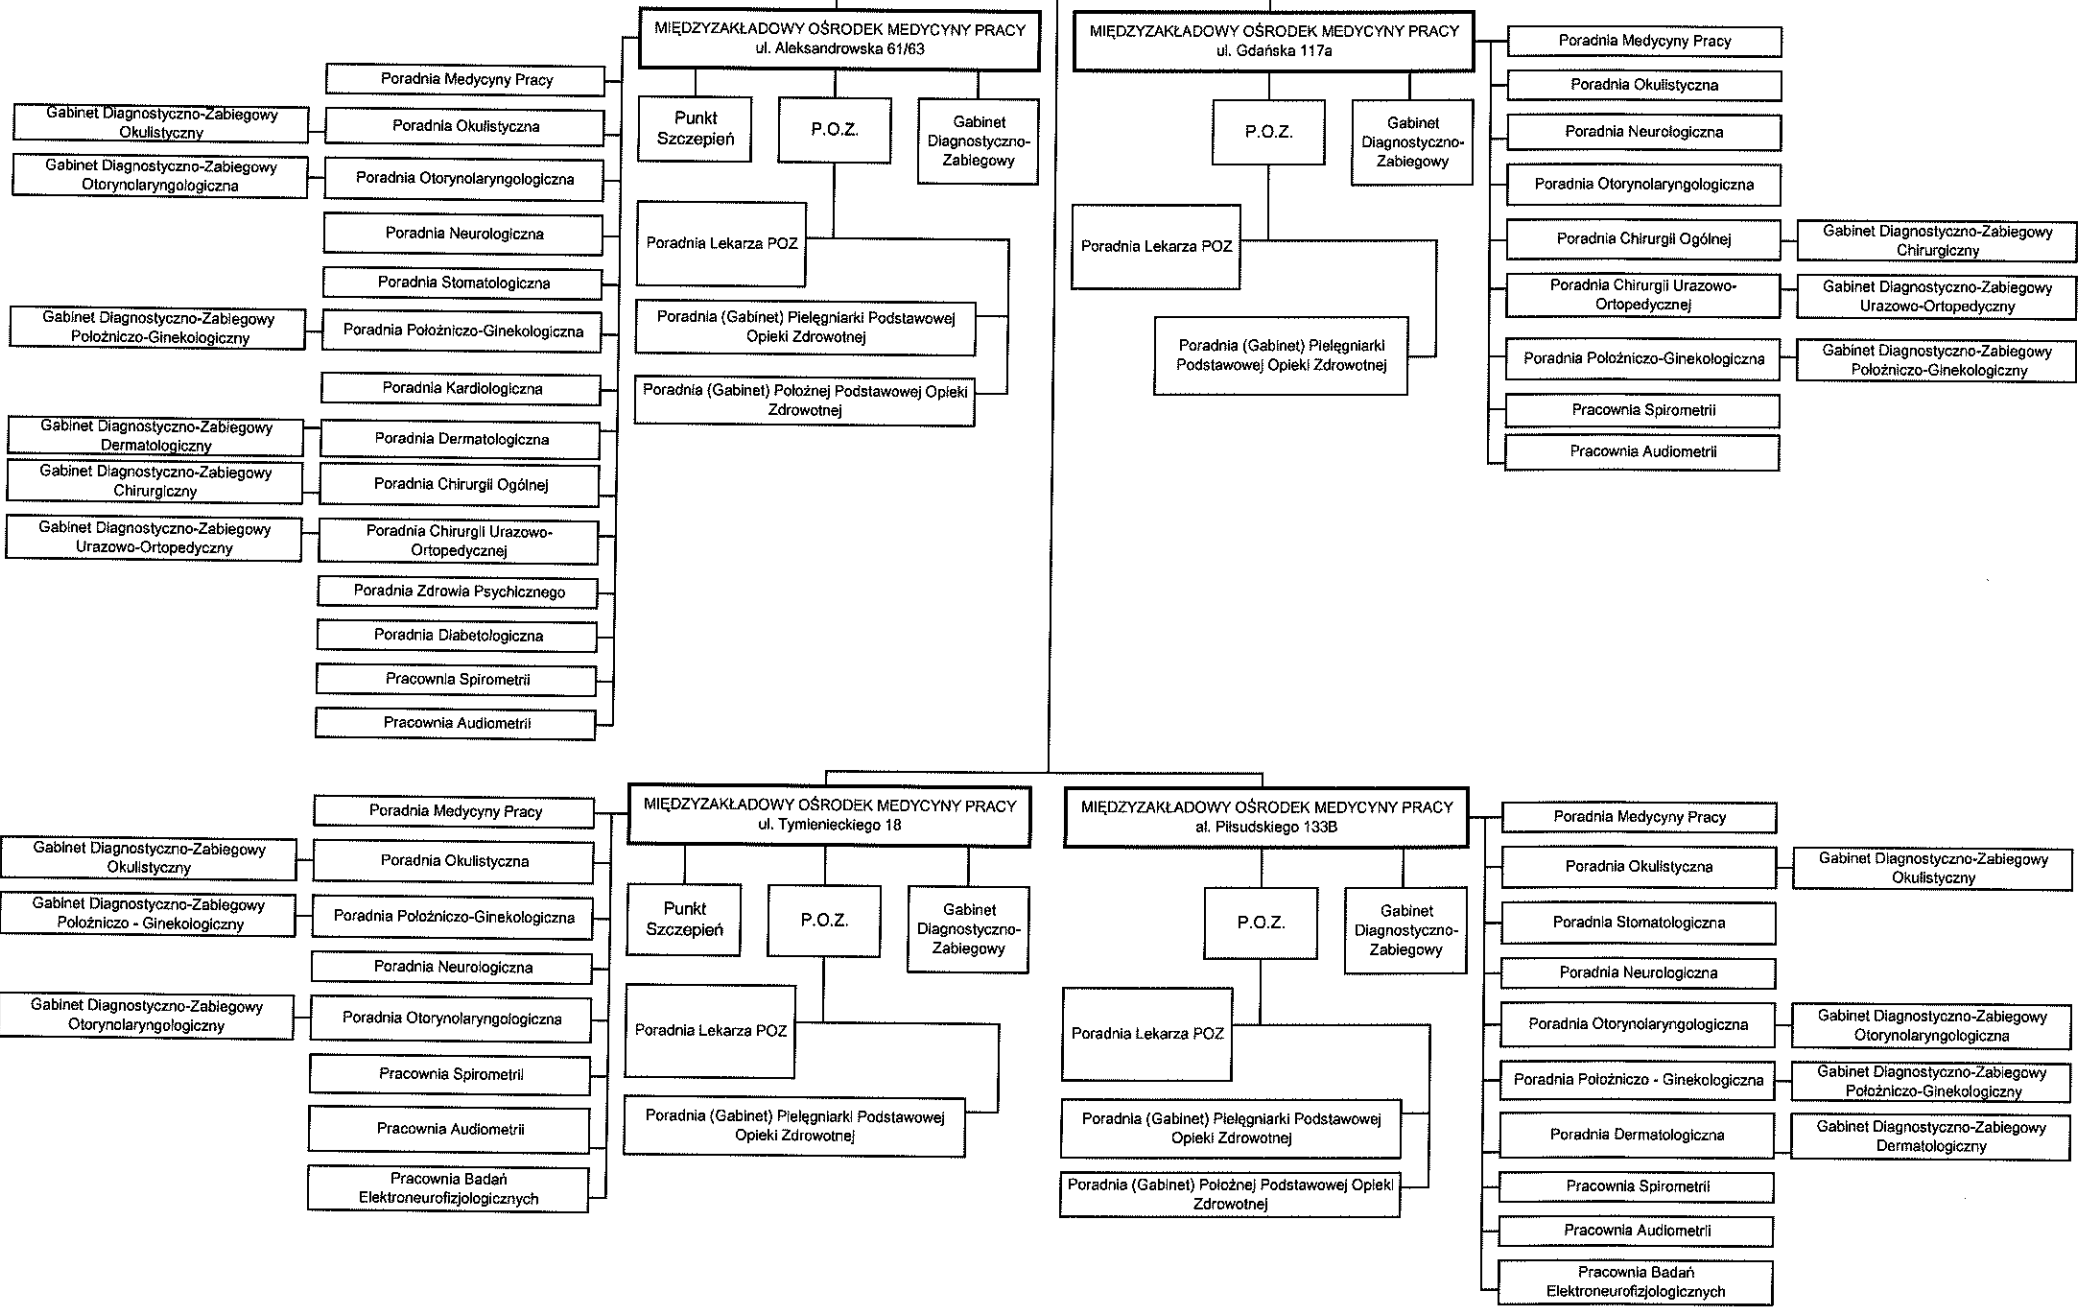 MIĘDZYZAKŁADOWY OŚRODEK MEDYCYNY PRACY
ul. Aleksandrowska 61/63
Poradnia Medycyny Pracy
Gabinet Diagnostyczno-Zabiegowy
Okulistyczny
Poradnia Okulistyczna
Gabinet Diagnostyczno-Zabiegowy
Otorynolaryngologiczna
Poradnia Otorynolaryngologiczna
Poradnia Neurologiczna
Poradnia Stomatologiczna
Gabinet Diagnostyczno-Zabiegowy
Położniczo-Ginekologiczny
Poradnia Położniczo-Ginekologiczna
Poradnia Kardiologiczna
Gabinet Diagnostyczno-Zabiegowy
Dermatologiczny
Poradnia Dermatologiczna
Gabinet Diagnostyczno-Zabiegowy
Chirurgiczny
Poradnia Chirurgii Ogólnej
Gabinet Diagnostyczno-Zabiegowy
Urazowo-Ortopedyczny
Poradnia Chirurgii Urazowo-
Ortopedycznej
Poradnia Zdrowia Psychicznego
Poradnia Diabetologiczna
Pracownia Spirometrii
Pracownia Audiometrii
Punkt
Szczepień
P.O.Z.
Gabinet
Diagnostyczno-
Zabiegowy
Poradnia Lekarza POZ
Poradnia (Gabinet) Pielęgniarki Podstawowej
Opieki Zdrowotnej
Poradnia (Gabinet) Położnej Podstawowej Opieki
Zdrowotnej
MIĘDZYZAKŁADOWY OŚRODEK MEDYCYNY PRACY
ul. Gdańska 117a
P.O.Z.
Gabinet
Diagnostyczno-
Zabiegowy
Poradnia Lekarza POZ
Poradnia (Gabinet) Pielęgniarki
Podstawowej Opieki Zdrowotnej
Poradnia Medycyny Pracy
Poradnia Okulistyczna
Poradnia Neurologiczna
Poradnia Otorynolaryngologiczna
Poradnia Chirurgii Ogólnej
Gabinet Diagnostyczno-Zabiegowy
Chirurgiczny
Poradnia Chirurgii Urazowo-
Ortopedycznej
Gabinet Diagnostyczno-Zabiegowy
Urazowo-Ortopedyczny
Poradnia Położniczo-Ginekologiczna
Gabinet Diagnostyczno-Zabiegowy
Położniczo-Ginekologiczny
Pracownia Spirometrii
Pracownia Audiometrii
MIĘDZYZAKŁADOWY OŚRODEK MEDYCYNY PRACY
ul. Tymienieckiego 18
Poradnia Medycyny Pracy
Gabinet Diagnostyczno-Zabiegowy
Okulistyczny
Poradnia Okulistyczna
Gabinet Diagnostyczno-Zabiegowy
Położniczo - Ginekologiczny
Poradnia Położniczo-Ginekologiczna
Poradnia Neurologiczna
Gabinet Diagnostyczno-Zabiegowy
Otorynolaryngologiczny
Poradnia Otorynolaryngologiczna
Pracownia Spirometrii
Pracownia Audiometrii
Pracownia Badań
Elektroneurofizjologicznych
Punkt
Szczepień
P.O.Z.
Gabinet
Diagnostyczno-
Zabiegowy
Poradnia Lekarza POZ
Poradnia (Gabinet) Pielęgniarki Podstawowej
Opieki Zdrowotnej
MIĘDZYZAKŁADOWY OŚRODEK MEDYCYNY PRACY
al. Piłsudskiego 133B
P.O.Z.
Gabinet
Diagnostyczno-
Zabiegowy
Poradnia Lekarza POZ
Poradnia (Gabinet) Pielęgniarki Podstawowej
Opieki Zdrowotnej
Poradnia (Gabinet) Położnej Podstawowej Opieki
Zdrowotnej
Poradnia Medycyny Pracy
Poradnia Okulistyczna
Gabinet Diagnostyczno-Zabiegowy
Okulistyczny
Poradnia Stomatologiczna
Poradnia Neurologiczna
Poradnia Otorynolaryngologiczna
Gabinet Diagnostyczno-Zabiegowy
Otorynolaryngologiczna
Poradnia Położniczo - Ginekologiczna
Gabinet Diagnostyczno-Zabiegowy
Położniczo-Ginekologiczny
Poradnia Dermatologiczna
Gabinet Diagnostyczno-Zabiegowy
Dermatologiczny
Pracownia Spirometrii
Pracownia Audiometrii
Pracownia Badań
Elektroneurofizjologicznych